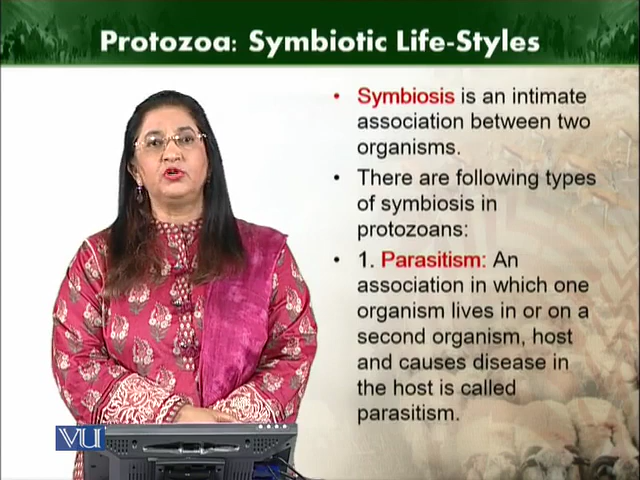 Protozoa: Symbiotic Life-Styles
• Symbiosis is an intimate
association between two
organisms.
• There are following types
of symbiosis in
protozoans:
• 1. Parasitism: An
association in which one
organism lives in or on a
second organism, host
and causes disease in
the host is called
parasitism.
VU